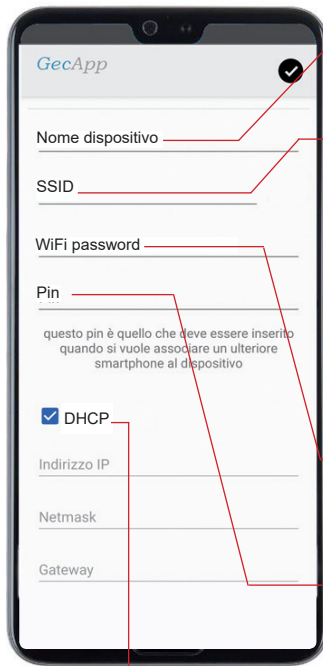 GecApp
Nome dispositivo
SSID
WiFi password
Pin
questo pin è quello che deve essere inserito
quando si vuole associare un ulteriore
smartphone al dispositivo
DHCP
Indirizzo IP
Netmask
Gateway